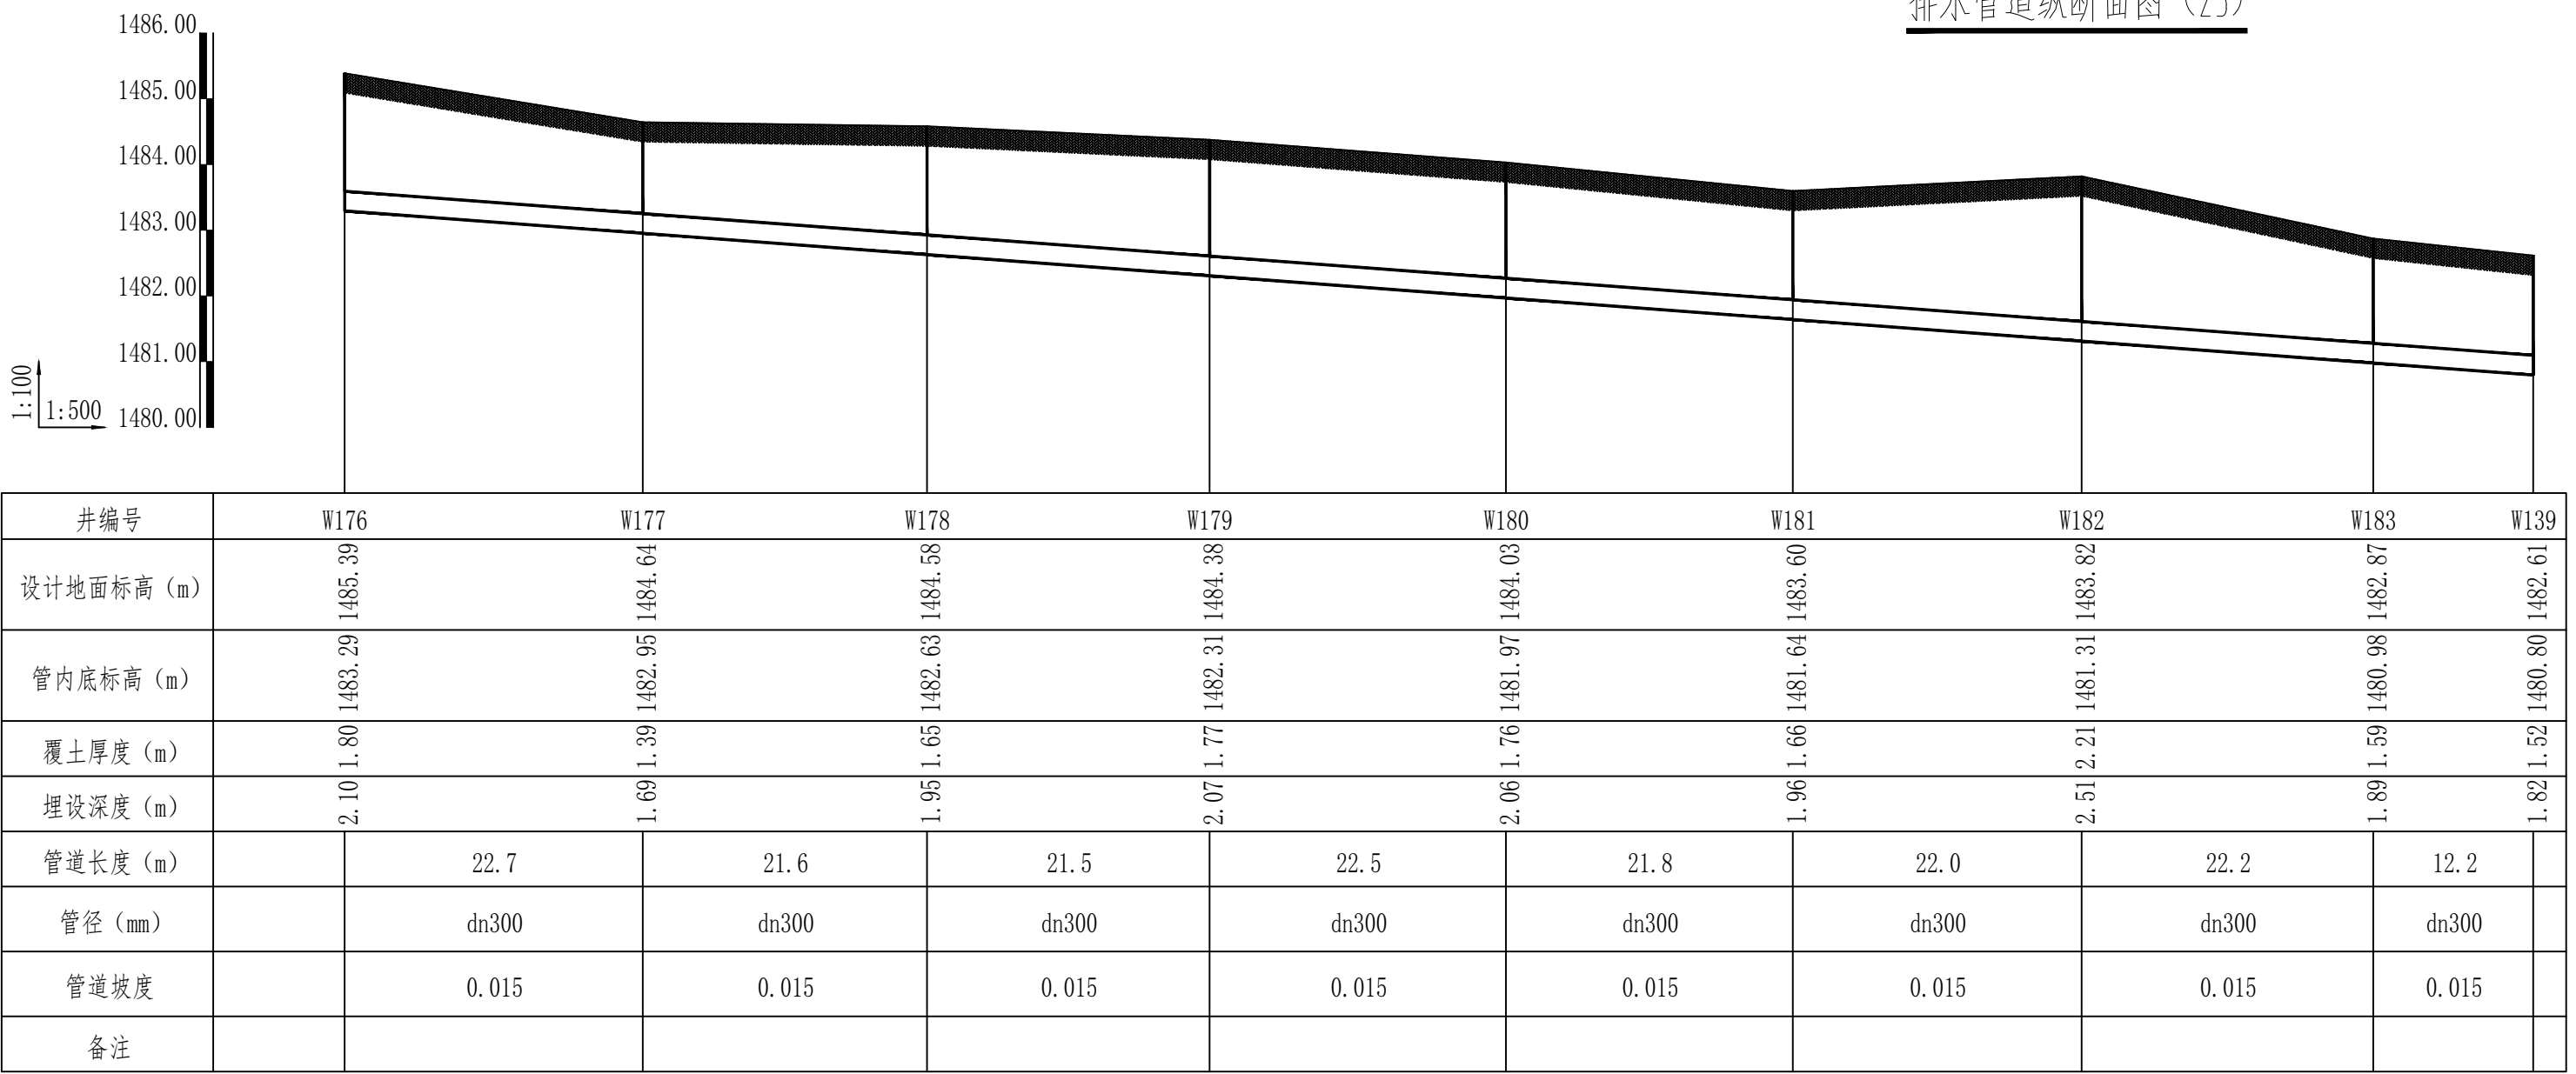 排水管道纵断面图（25）
1486.00
1485.00
1484.00
1483.00
1482.00
1481.00
1480.00
1:100
1:500
井编号 W176 W177 W178 W179 W180 W181 W182 W183 W139
设计地面标高（m） 1485.39 1484.64 1484.58 1484.38 1484.03 1483.60 1483.82 1482.87 1482.61
管内底标高（m） 1483.29 1482.95 1482.63 1482.31 1481.97 1481.64 1481.31 1480.98 1480.80
覆土厚度（m） 1.80 1.39 1.65 1.77 1.76 1.66 2.21 1.59 1.52
埋设深度（m） 2.10 1.69 1.95 2.07 2.06 1.96 2.51 1.89 1.82
管道长度（m） 22.7 21.6 21.5 22.5 21.8 22.0 22.2 12.2
管径（mm） dn300 dn300 dn300 dn300 dn300 dn300 dn300 dn300
管道坡度 0.015 0.015 0.015 0.015 0.015 0.015 0.015 0.015
备注